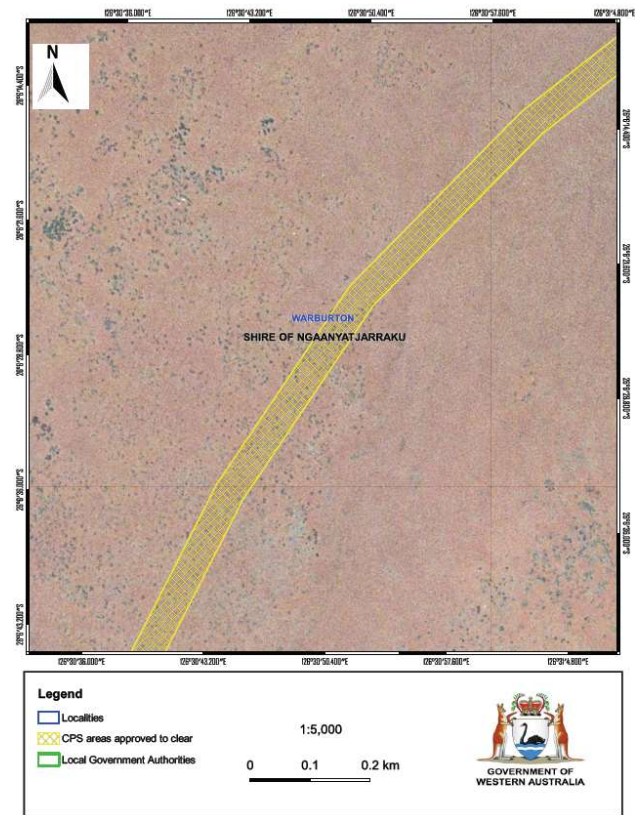 126°30'36.000"E 126°30'43.200"E 126°30'50.400"E 126°30'57.600"E 126°31'4.800"E
N
WARBURTON
SHIRE OF NGAANYATJARRAKU
126°30'36.000"E 126°30'43.200"E 126°30'50.400"E 126°30'57.600"E 126°31'4.800"E
Legend
Localities
CPS areas approved to clear
Local Government Authorities
1:5,000
0 0.1 0.2 km
GOVERNMENT OF
WESTERN AUSTRALIA